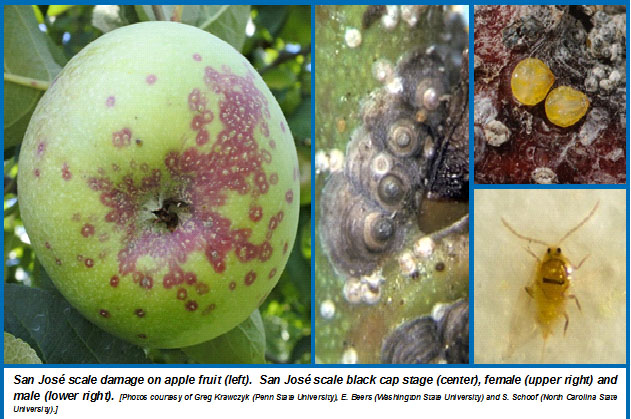 San José scale damage on apple fruit (left). San José scale black cap stage (center), female (upper right) and
male (lower right). [Photos courtesy of Greg Krawczyk (Penn State University), E. Beers (Washington State University) and S. Schoof (North Carolina State
University).]